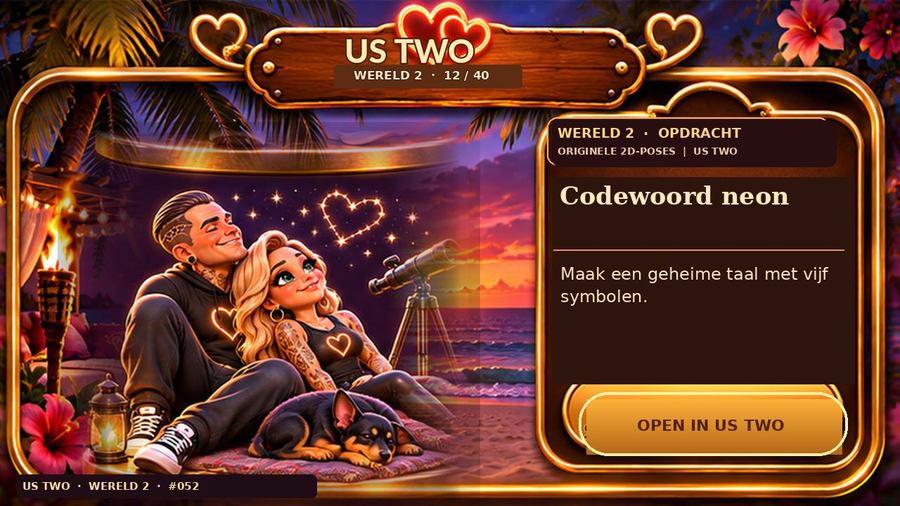 US TWO
WERELD 2 · 12 / 40
WERELD 2 · OPDRACHT
ORIGINELE 2D-POSES | US TWO
Codewoord neon
Maak een geheime taal met vijf
symbolen.
OPEN IN US TWO
US TWO · WERELD 2 · #052